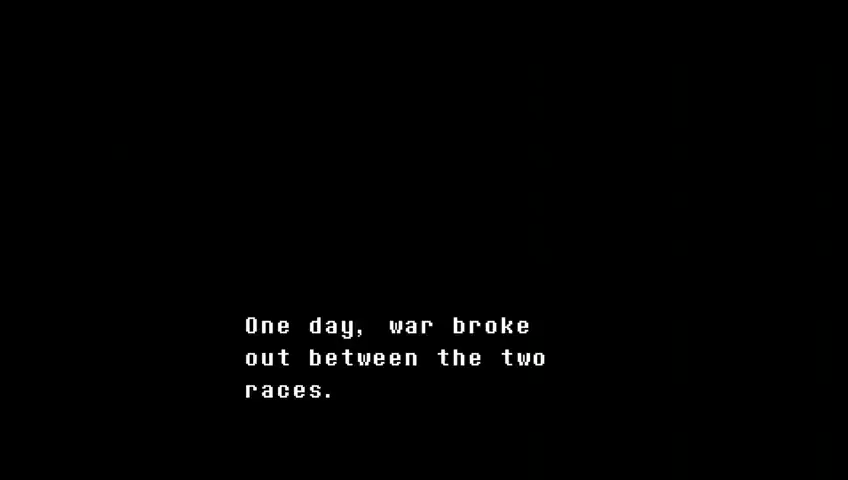 One day, war broke
out between the two
races.